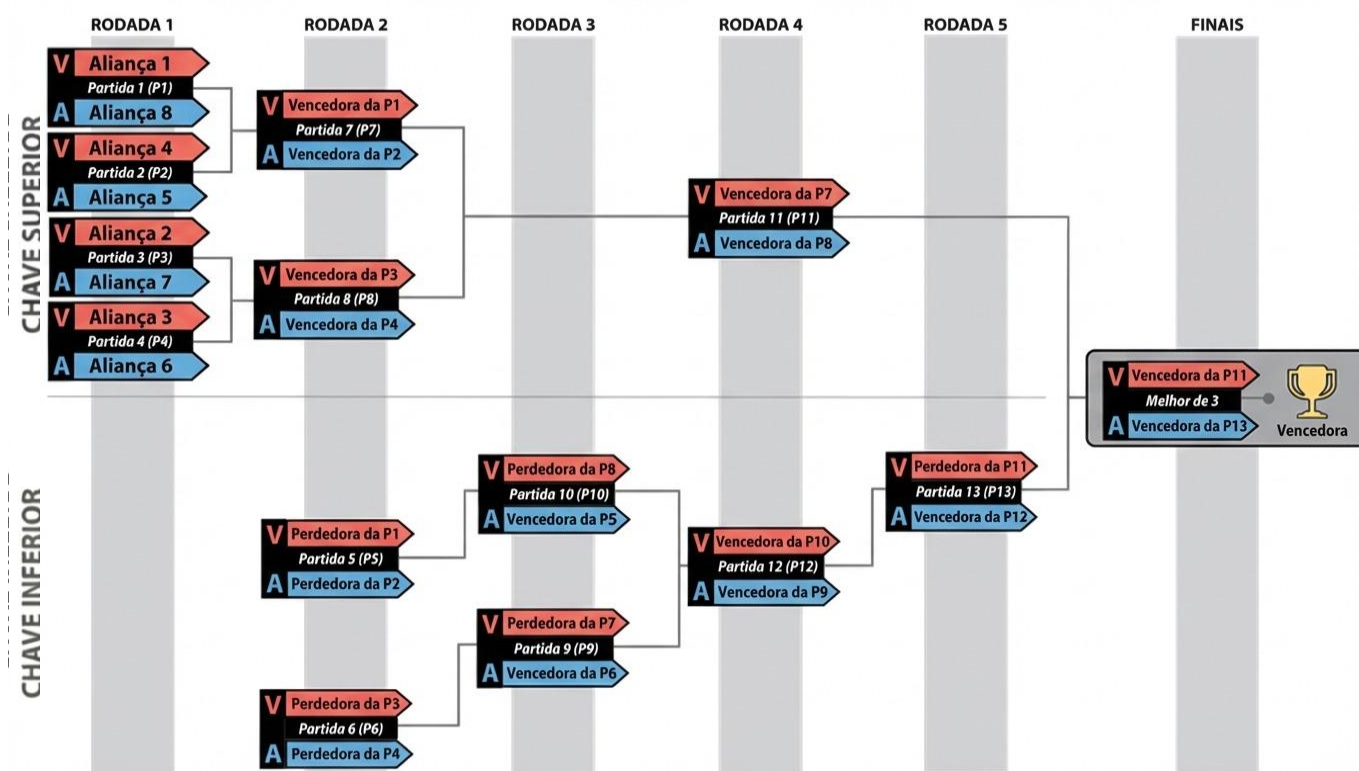 RODADA 1
RODADA 2
RODADA 3
RODADA 4
RODADA 5
FINAIS
CHAVE SUPERIOR
V Aliança 1
Partida 1 (P1)
A Aliança 8
V Aliança 4
Partida 2 (P2)
A Aliança 5
V Aliança 2
Partida 3 (P3)
A Aliança 7
V Aliança 3
Partida 4 (P4)
A Aliança 6
V Vencedora da P1
Partida 7 (P7)
A Vencedora da P2
V Vencedora da P3
Partida 8 (P8)
A Vencedora da P4
V Vencedora da P7
Partida 11 (P11)
A Vencedora da P8
V Vencedora da P11
Melhor de 3
A Vencedora da P13
Vencedora
CHAVE INFERIOR
V Perdedora da P1
Partida 5 (P5)
A Perdedora da P2
V Perdedora da P3
Partida 6 (P6)
A Perdedora da P4
V Perdedora da P8
Partida 10 (P10)
A Vencedora da P5
V Perdedora da P7
Partida 9 (P9)
A Vencedora da P6
V Vencedora da P10
Partida 12 (P12)
A Vencedora da P9
V Perdedora da P11
Partida 13 (P13)
A Vencedora da P12